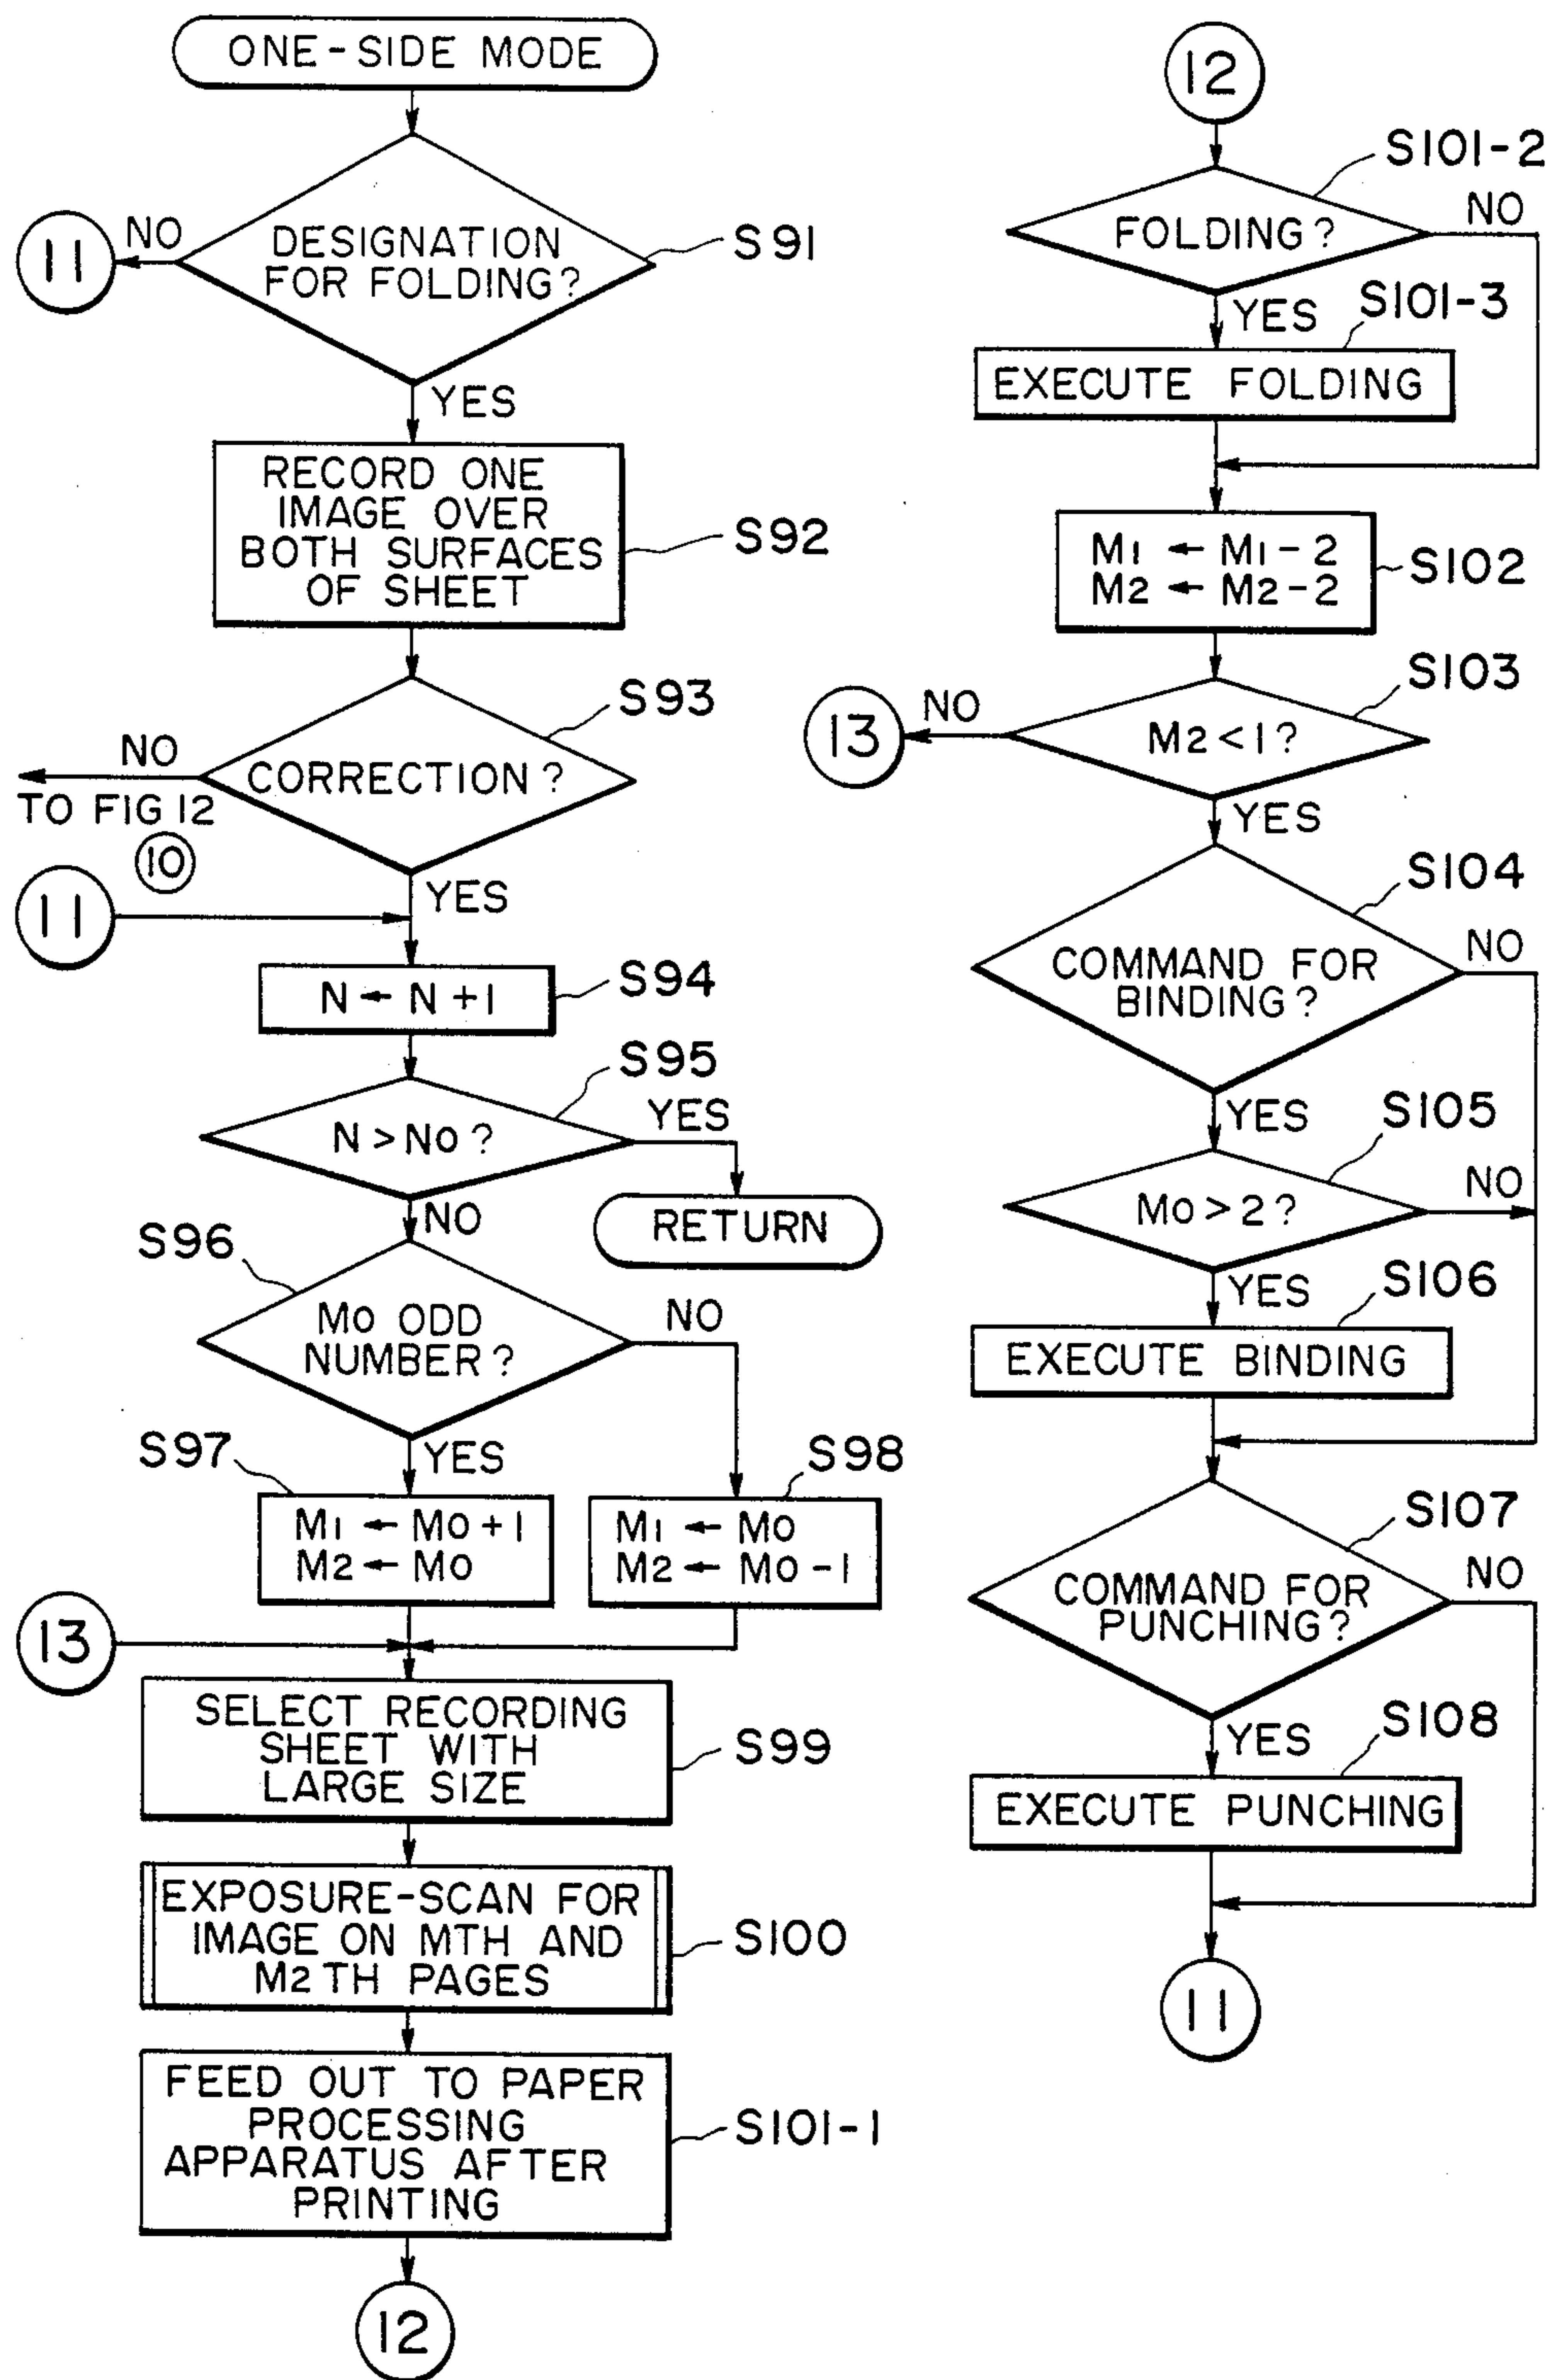 ONE-SIDE MODE
DESIGNATION
FOR FOLDING?
S91
NO
11
YES
RECORD ONE
IMAGE OVER
BOTH SURFACES
OF SHEET
S92
CORRECTION?
S93
NO
TO FIG 12
10
YES
11
N ← N+1
S94
N>No?
S95
YES
RETURN
NO
Mo ODD
NUMBER?
S96
NO
YES
S97
M1 ← Mo+1
M2 ← Mo
S98
M1 ← Mo
M2 ← Mo-1
13
SELECT RECORDING
SHEET WITH
LARGE SIZE
S99
EXPOSURE-SCAN FOR
IMAGE ON MTH AND
M2TH PAGES
S100
FEED OUT TO PAPER
PROCESSING
APPARATUS AFTER
PRINTING
S101-1
12
12
FOLDING?
S101-2
NO
YES
S101-3
EXECUTE FOLDING
M1 ← M1-2
M2 ← M2-2
S102
S103
M2<1?
NO
13
YES
S104
COMMAND FOR
BINDING?
NO
YES
S105
Mo>2?
NO
YES
S106
EXECUTE BINDING
S107
COMMAND FOR
PUNCHING?
NO
YES
S108
EXECUTE PUNCHING
11